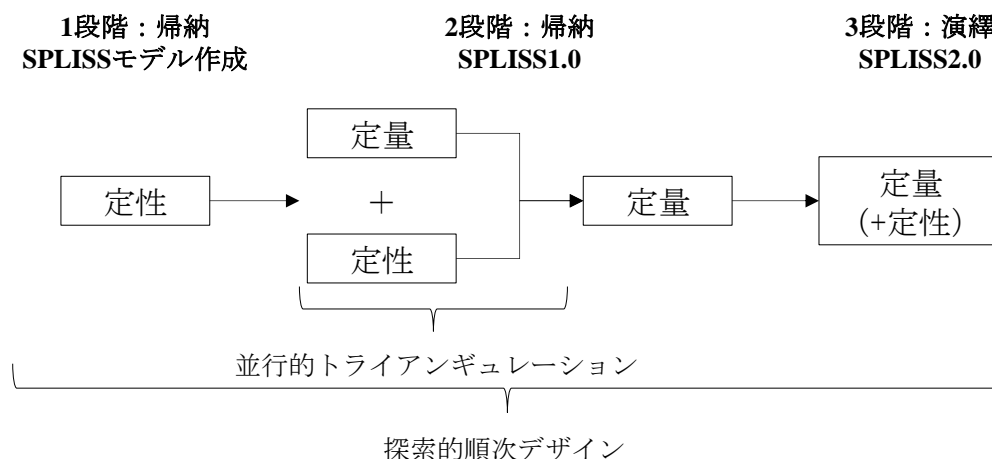 1段階：帰納
SPLISSモデル作成
2段階：帰納
SPLISS1.0
3段階：演繹
SPLISS2.0
定性
定量
+
定性
定量
定量
（+定性）
並行的トライアンギュレーション
探索的順次デザイン